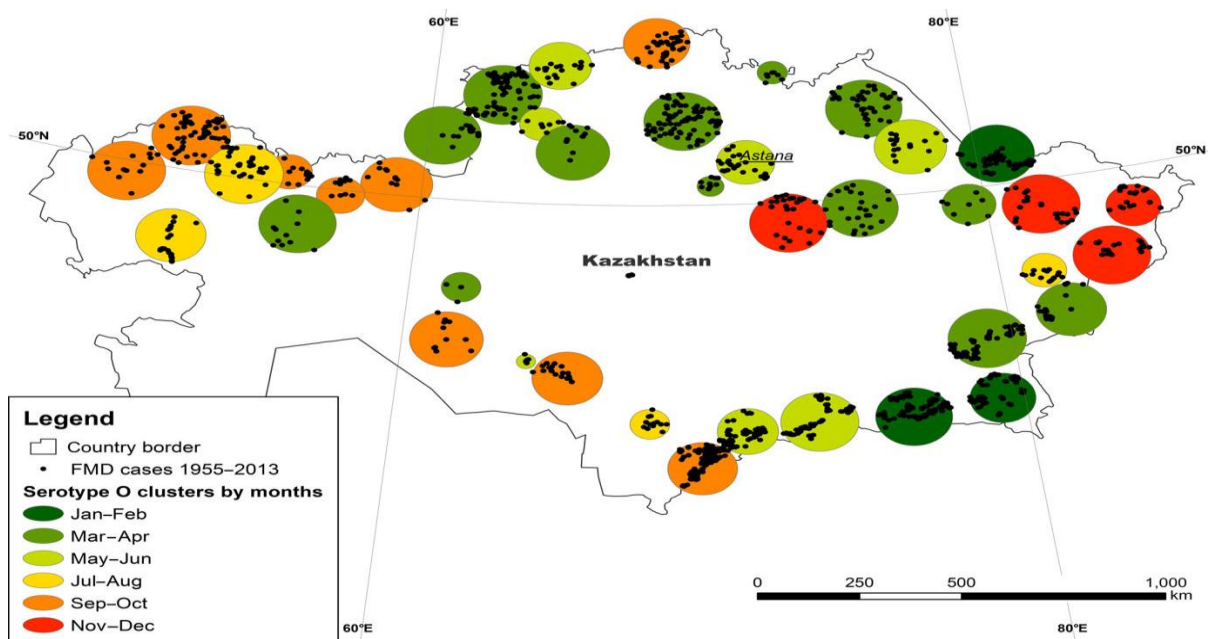 60°E
80°E
50°N
50°N
Astana
Kazakhstan
Legend
Country border
FMD cases 1955–2013
Serotype O clusters by months
Jan–Feb
Mar–Apr
May–Jun
Jul–Aug
Sep–Oct
Nov–Dec
0 250 500 1,000
km
60°E
80°E